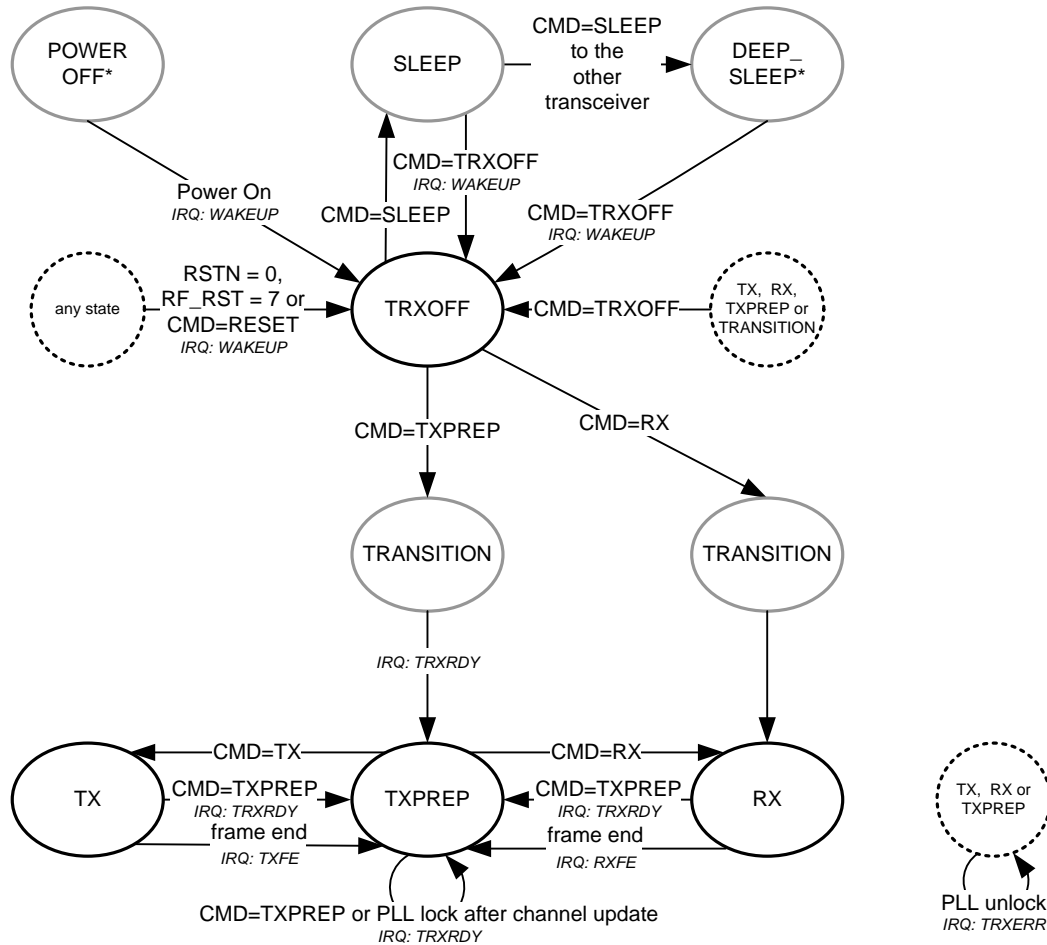 POWER
OFF*
SLEEP
CMD=SLEEP
to the
other
transceiver
DEEP_
SLEEP*
Power On
IRQ: WAKEUP
CMD=SLEEP
CMD=TRXOFF
IRQ: WAKEUP
CMD=TRXOFF
IRQ: WAKEUP
any state
RSTN = 0,
RF_RST = 7 or
CMD=RESET
IRQ: WAKEUP
TRXOFF
CMD=TRXOFF
TX, RX,
TXPREP or
TRANSITION
CMD=TXPREP
CMD=RX
TRANSITION
TRANSITION
IRQ: TRXRDY
TX
CMD=TX
CMD=TXPREP
IRQ: TRXRDY
frame end
IRQ: TXFE
TXPREP
CMD=RX
CMD=TXPREP
IRQ: TRXRDY
frame end
IRQ: RXFE
RX
CMD=TXPREP or PLL lock after channel update
IRQ: TRXRDY
TX, RX or
TXPREP
PLL unlock
IRQ: TRXERR